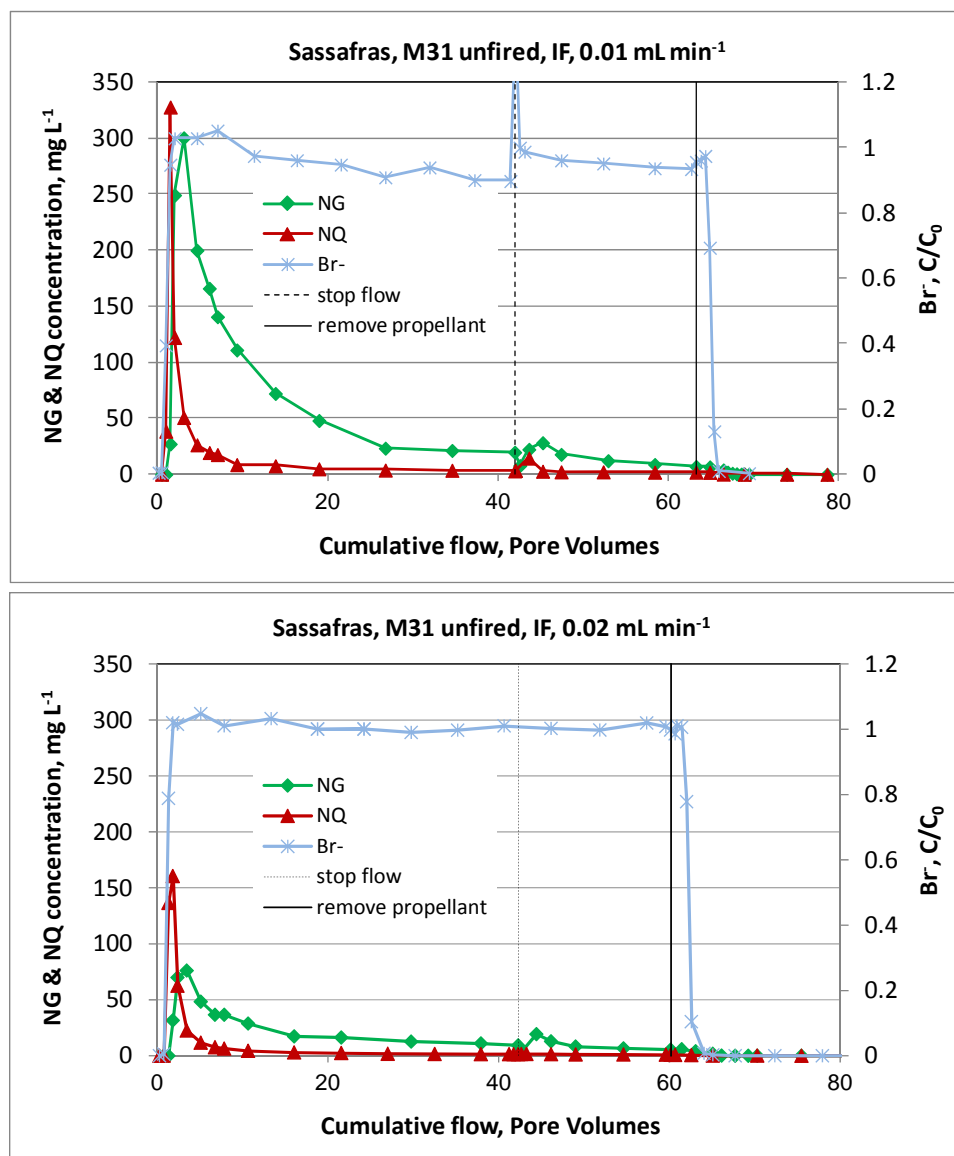 Sassafras, M31 unfired, IF, 0.01 mL min⁻¹
350
300
250
200
150
100
50
0
NG & NQ concentration, mg L⁻¹
1.2
1
0.8
0.6
0.4
0.2
0
Br⁻, C/C₀
NG
NQ
Br-
stop flow
remove propellant
0
20
40
60
80
Cumulative flow, Pore Volumes
Sassafras, M31 unfired, IF, 0.02 mL min⁻¹
350
300
250
200
150
100
50
0
NG & NQ concentration, mg L⁻¹
1.2
1
0.8
0.6
0.4
0.2
0
Br⁻, C/C₀
NG
NQ
Br-
stop flow
remove propellant
0
20
40
60
80
Cumulative flow, Pore Volumes